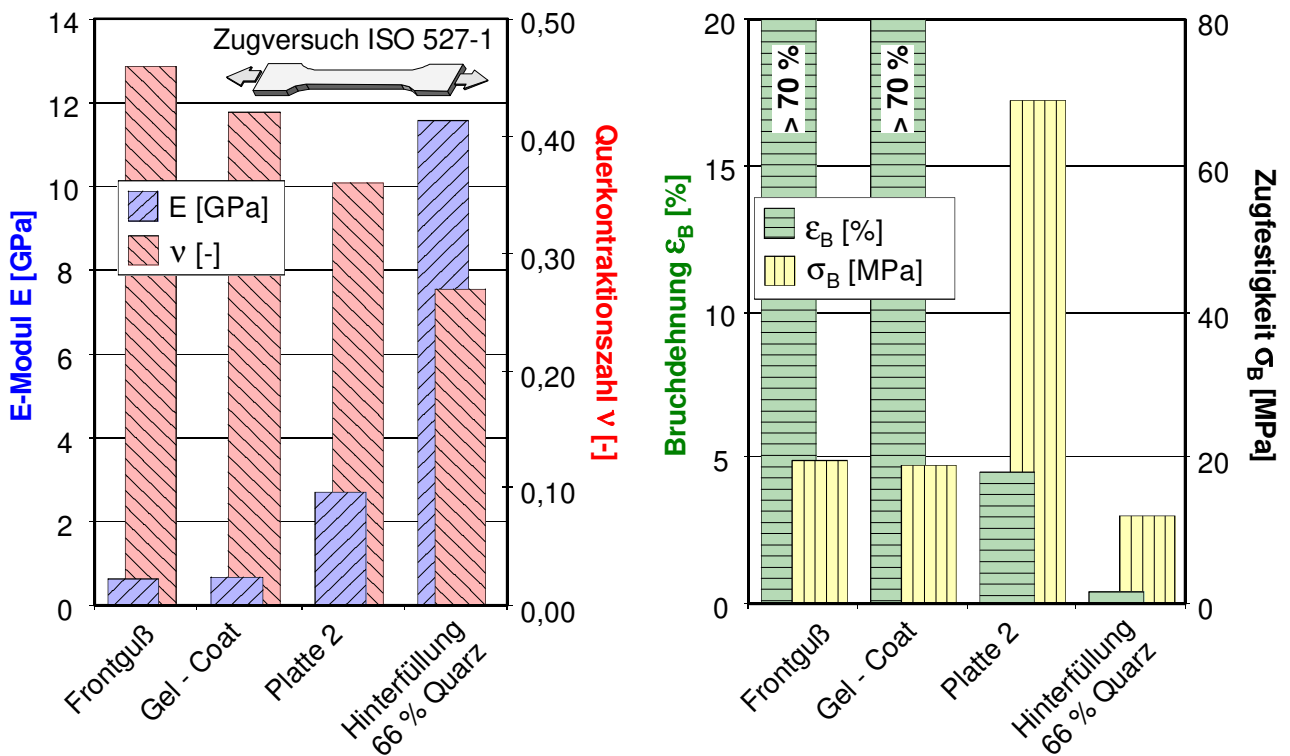 Zugversuch ISO 527-1
E-Modul E [GPa]
14
12
10
8
6
4
2
0
E [GPa]
ν [-]
0,50
0,40
0,30
0,20
0,10
0,00
Querkontraktionszahl ν [-]
Frontguß
Gel - Coat
Platte 2
Hinterfüllung
66 % Quarz
Bruchdehnung εB [%]
20
15
10
5
0
> 70 %
> 70 %
εB [%]
σB [MPa]
80
60
40
20
0
Zugfestigkeit σB [MPa]
Frontguß
Gel - Coat
Platte 2
Hinterfüllung
66 % Quarz